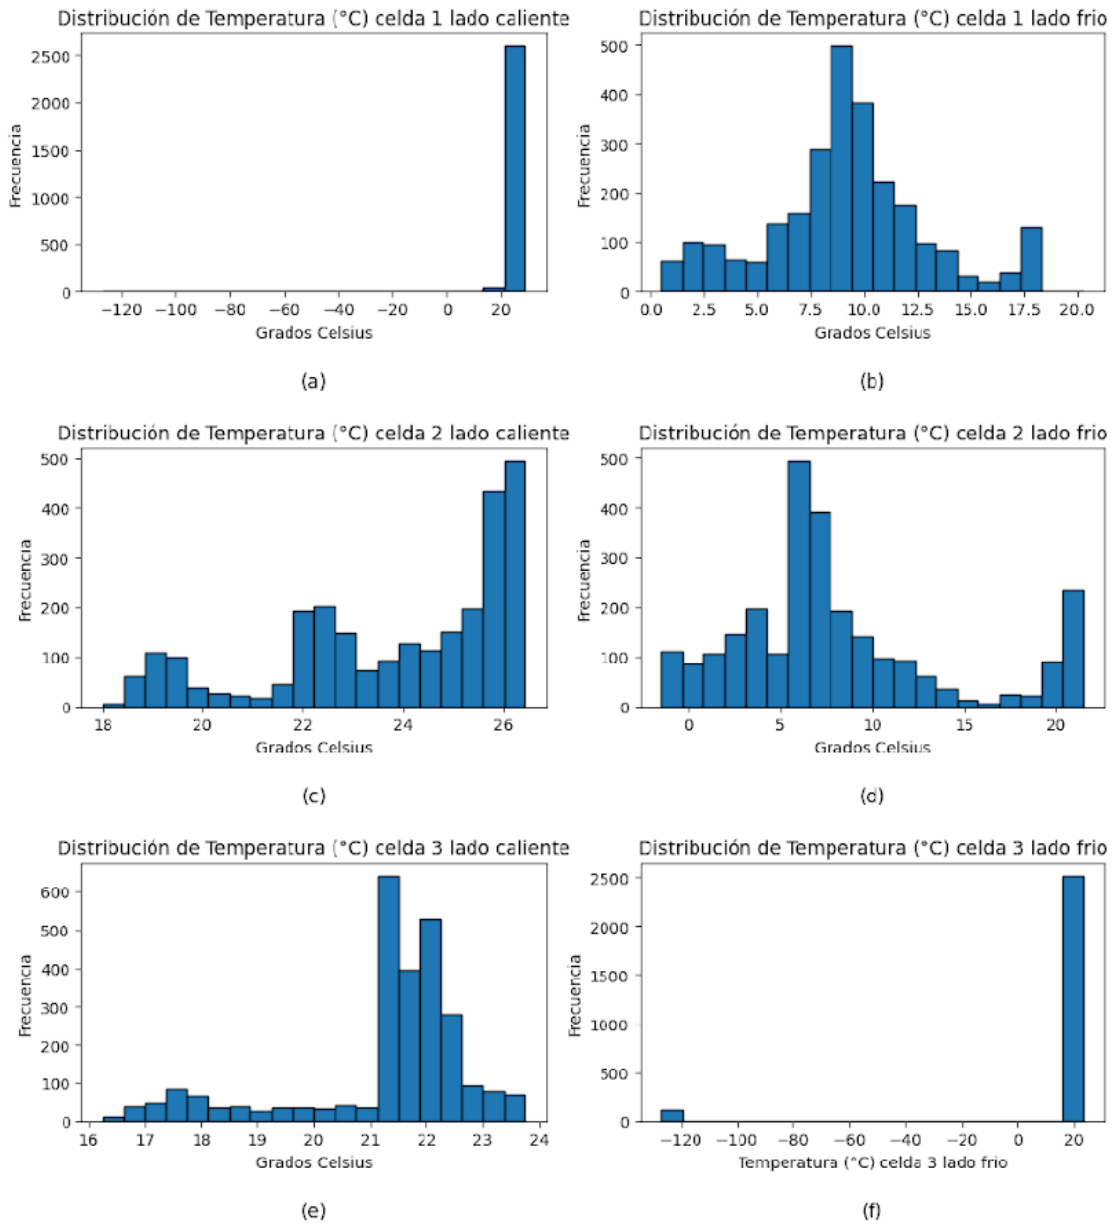 Distribución de Temperatura (°C) celda 1 lado caliente
Frecuencia
2500
2000
1500
1000
500
0
−120 −100 −80 −60 −40 −20 0 20
Grados Celsius
(a)
Distribución de Temperatura (°C) celda 1 lado frio
Frecuencia
500
400
300
200
100
0
0.0 2.5 5.0 7.5 10.0 12.5 15.0 17.5 20.0
Grados Celsius
(b)
Distribución de Temperatura (°C) celda 2 lado caliente
Frecuencia
500
400
300
200
100
0
18 20 22 24 26
Grados Celsius
(c)
Distribución de Temperatura (°C) celda 2 lado frio
Frecuencia
500
400
300
200
100
0
0 5 10 15 20
Grados Celsius
(d)
Distribución de Temperatura (°C) celda 3 lado caliente
Frecuencia
600
500
400
300
200
100
0
16 17 18 19 20 21 22 23 24
Grados Celsius
(e)
Distribución de Temperatura (°C) celda 3 lado frio
Frecuencia
2500
2000
1500
1000
500
0
−120 −100 −80 −60 −40 −20 0 20
Temperatura (°C) celda 3 lado frio
(f)